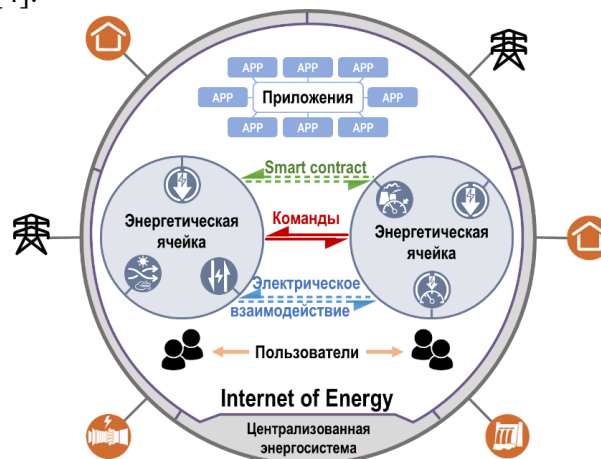 [4].
APP APP APP
APP Приложения APP
APP APP APP
Smart contract
Энергетическая
ячейка
Команды
Энергетическая
ячейка
Электрическое
взаимодействие
Пользователи
Internet of Energy
Централизованная
энергосистема